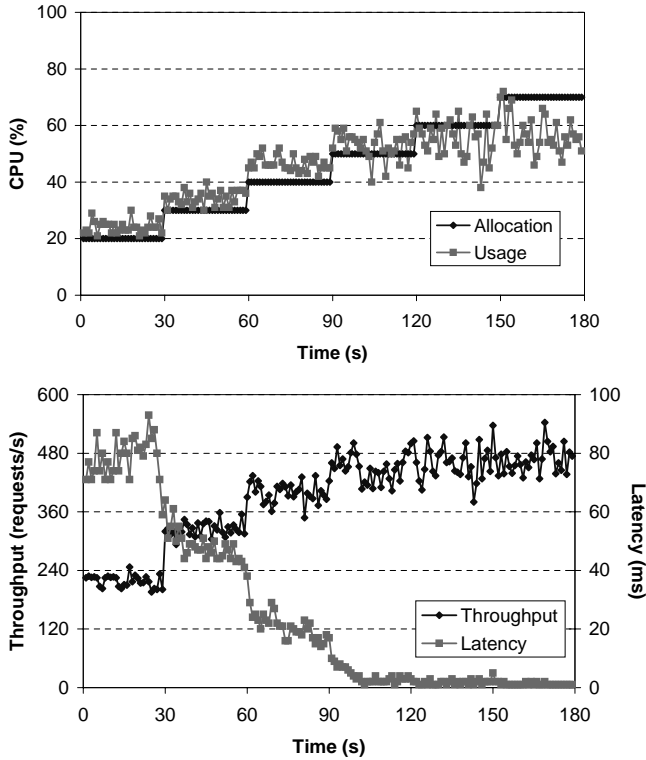 100
80
60
40
20
0
CPU (%)
Allocation
Usage
0 30 60 90 120 150 180
Time (s)
600
480
360
240
120
0
Throughput (requests/s)
100
80
60
40
20
0
Latency (ms)
Throughput
Latency
0 30 60 90 120 150 180
Time (s)